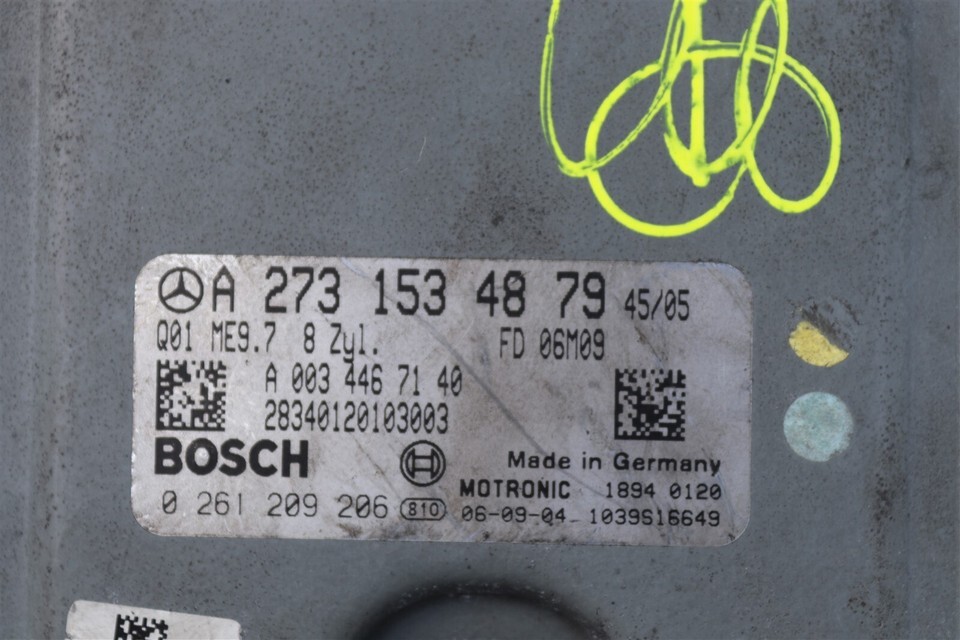 A 273 153 48 79 45/05
Q01 ME9.7 8 Zyl. FD 06M09
A 003 446 71 40
28340120103003
BOSCH
Made in Germany
MOTRONIC 1894 0120
0 261 209 206 810 06-09-04 1039S16649